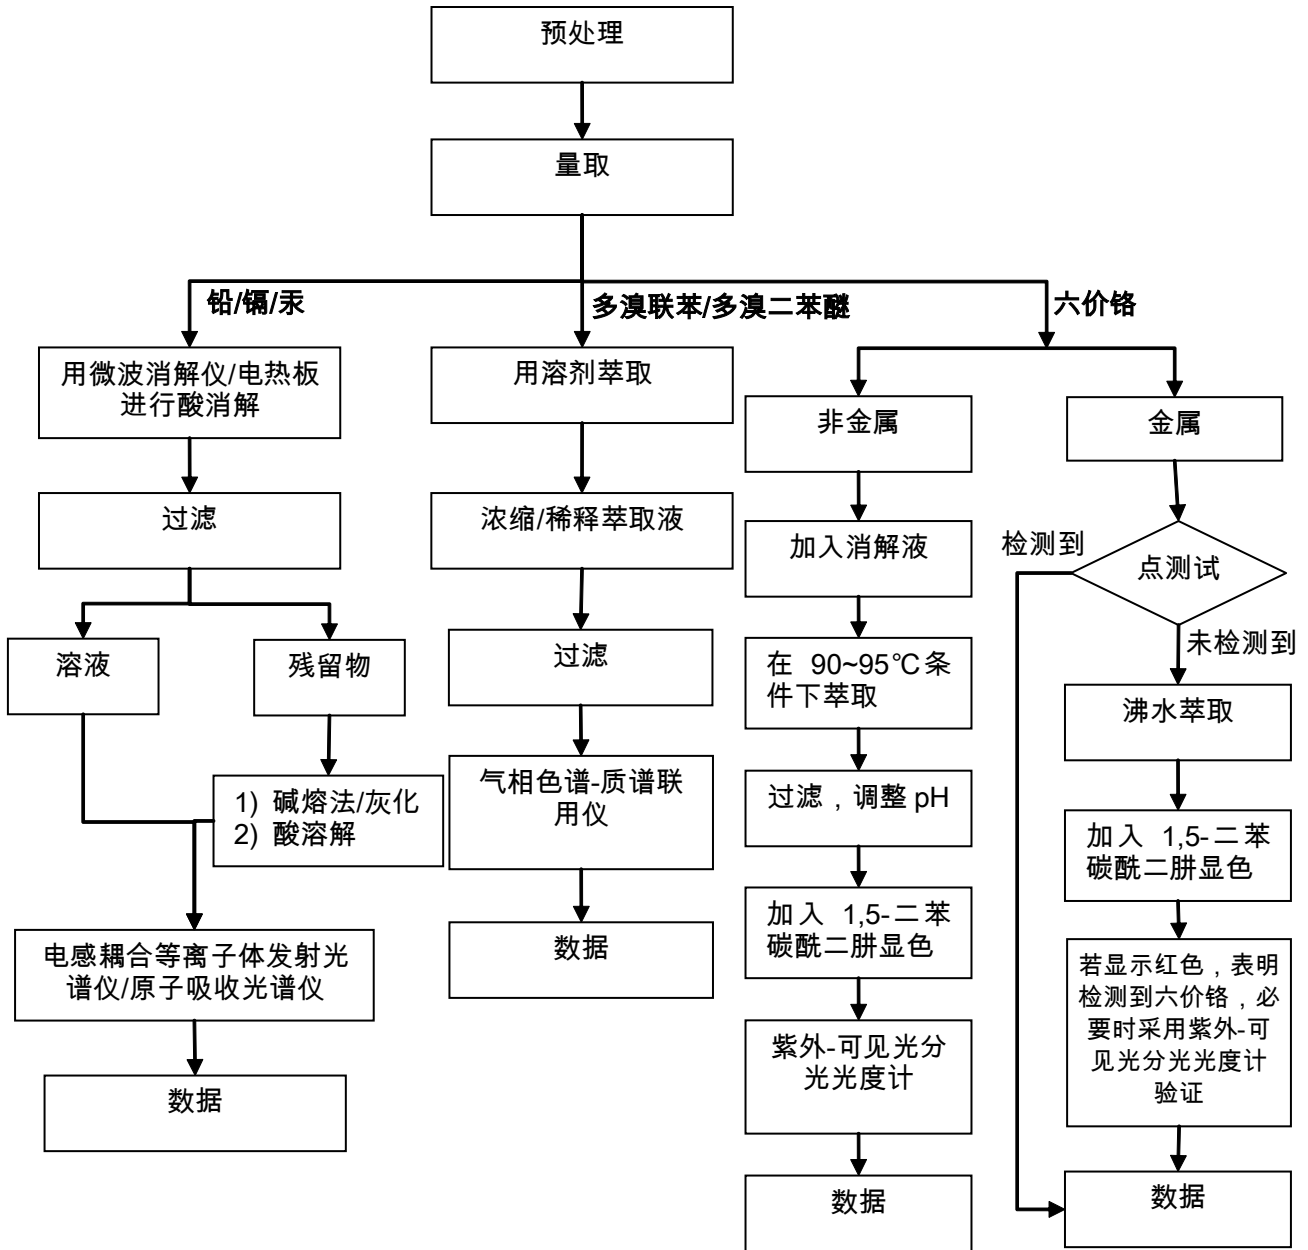 预处理
量取
铅/镉/汞
多溴联苯/多溴二苯醚
六价铬
用微波消解仪/电热板
进行酸消解
过滤
溶液
残留物
1) 碱熔法/灰化
2) 酸溶解
电感耦合等离子体发射光
谱仪/原子吸收光谱仪
数据
用溶剂萃取
浓缩/稀释萃取液
过滤
气相色谱-质谱联
用仪
数据
非金属
加入消解液
在 90~95℃条
件下萃取
过滤，调整 pH
加入 1,5-二苯
碳酰二肼显色
紫外-可见光分
光光度计
数据
金属
点测试
检测到
未检测到
沸水萃取
加入 1,5-二苯
碳酰二肼显色
若显示红色，表明
检测到六价铬，必
要时采用紫外-可
见光分光光度计
验证
数据